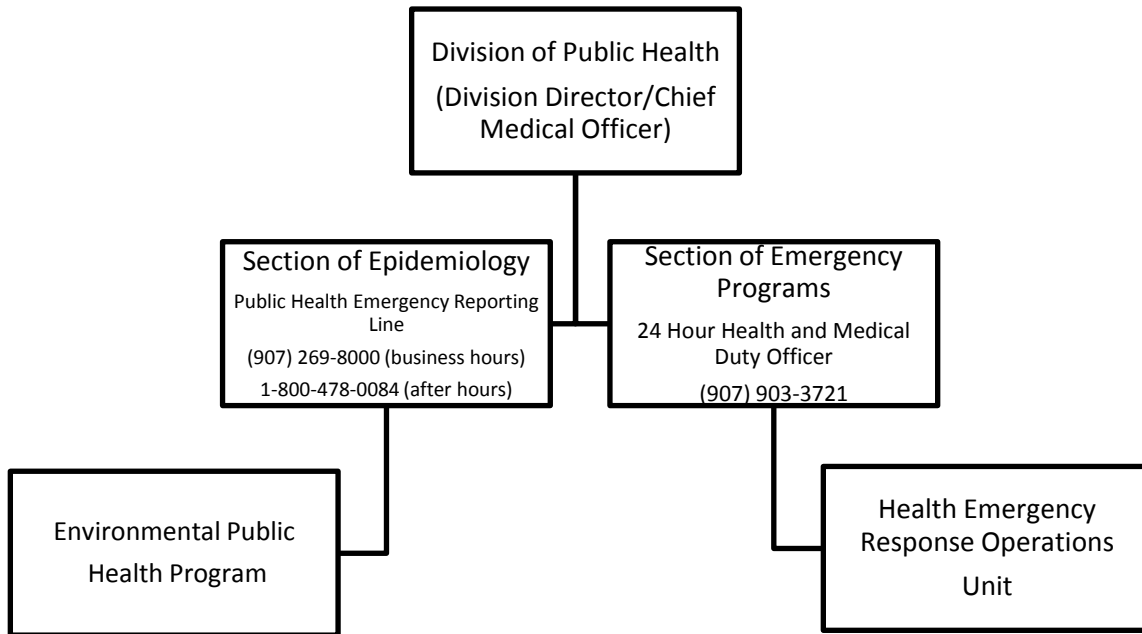 Division of Public Health
(Division Director/Chief
Medical Officer)
Section of Epidemiology
Public Health Emergency Reporting
Line
(907) 269-8000 (business hours)
1-800-478-0084 (after hours)
Section of Emergency
Programs
24 Hour Health and Medical
Duty Officer
(907) 903-3721
Environmental Public
Health Program
Health Emergency
Response Operations
Unit